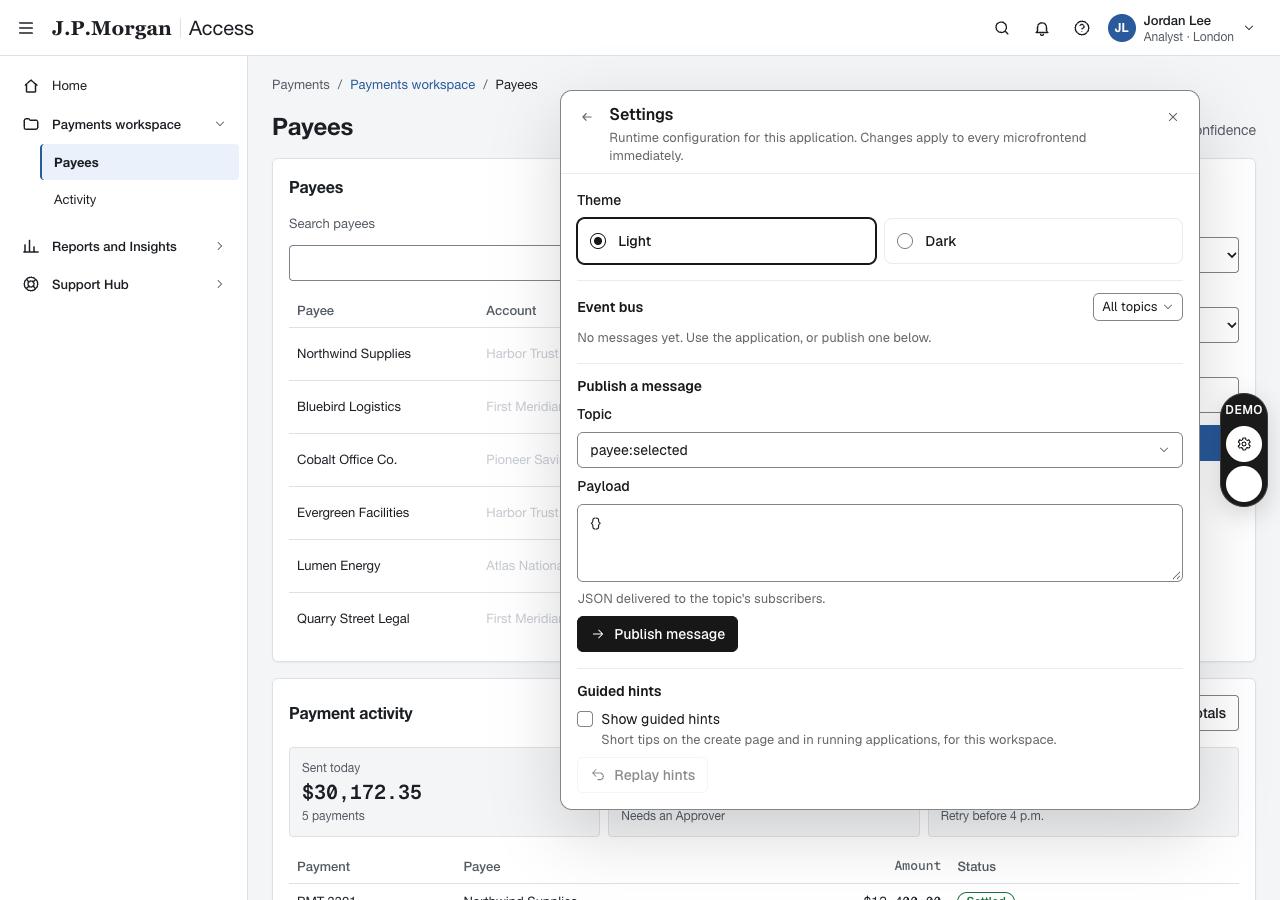 J.P.Morgan Access
JL
Jordan Lee
Analyst · London
Home
Payments workspace
Payees
Activity
Reports and Insights
Support Hub
Payments / Payments workspace / Payees
Payees
Payees
Search payees
Payee Account
Northwind Supplies Harbor Trust
Bluebird Logistics First Meridian
Cobalt Office Co. Pioneer
Evergreen Facilities Harbor Trust
Lumen Energy Atlas
Quarry Street Legal First Meridian
Settings
Runtime configuration for this application. Changes apply to every microfrontend
immediately.
Theme
Light
Dark
Event bus
All topics
No messages yet. Use the application, or publish one below.
Publish a message
Topic
payee:selected
Payload
{}
JSON delivered to the topic's subscribers.
Publish message
Guided hints
Show guided hints
Short tips on the create page and in running applications, for this workspace.
Replay hints
DEMO
Payment activity
Sent today
$30,172.35
5 payments
Needs an Approver
Retry before 4 p.m.
Payment Payee Amount Status
Northwind Supplies
Settled